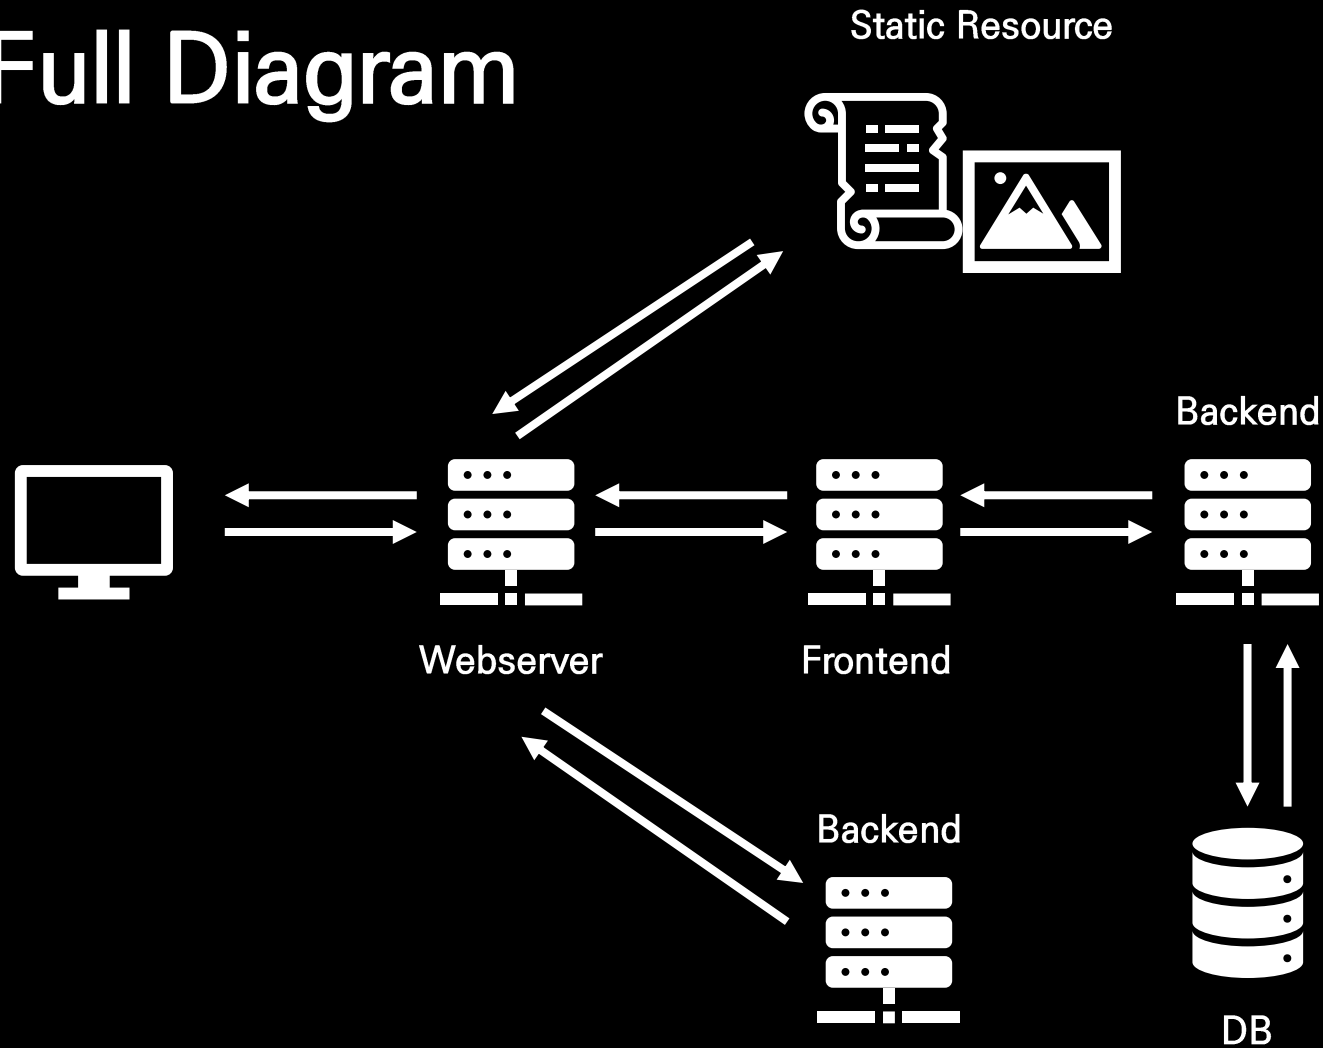 Full Diagram
Static Resource
Backend
Webserver
Frontend
Backend
DB